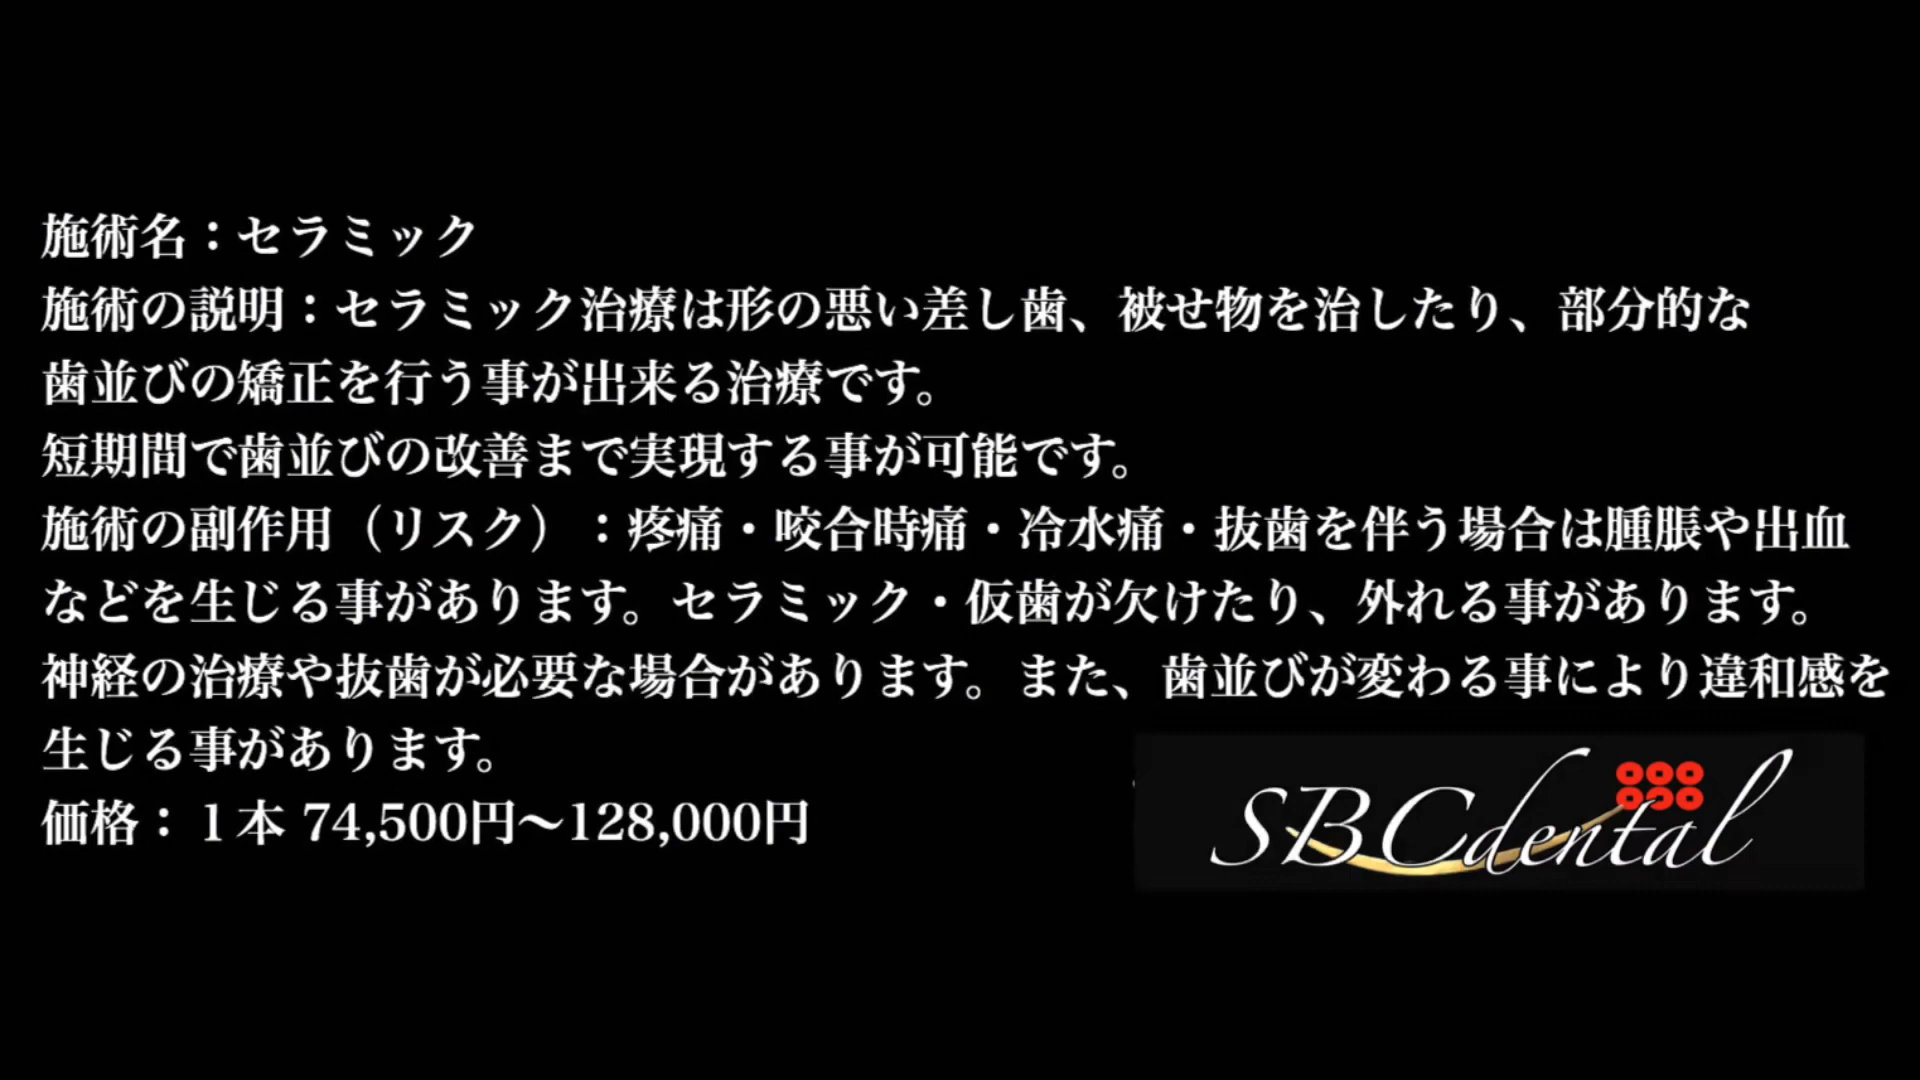 施術名：セラミック
施術の説明：セラミック治療は形の悪い差し歯、被せ物を治したり、部分的な
歯並びの矯正を行う事が出来る治療です。
短期間で歯並びの改善まで実現する事が可能です。
施術の副作用（リスク）：疼痛・咬合時痛・冷水痛・抜歯を伴う場合は腫脹や出血
などを生じる事があります。セラミック・仮歯が欠けたり、外れる事があります。
神経の治療や抜歯が必要な場合があります。また、歯並びが変わる事により違和感を
生じる事があります。
価格：１本 74,500円〜128,000円
SBCdental